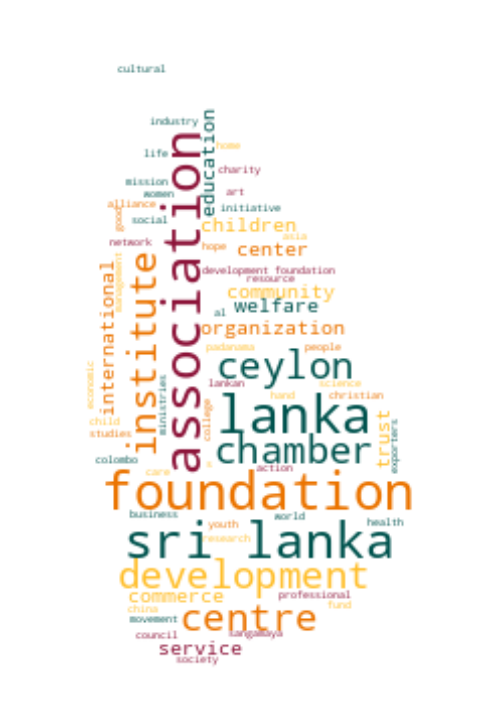 cultural
industry
education
association
home
life
charity
mission
women
art
alliance
good
initiative
social
children
asia
network
hope
center
institute
management
international
development foundation
resource
community
welfare
al
organization
padanama
people
ceylon
economic
ministries
lankan
science
hand
christian
college
lanka
child
trust
exporters
studies
chamber
colombo
care
action
foundation
business
world
youth
health
sri lanka
research
development
commerce
professional
china
fund
movement
centre
council
sangamaya
service
society